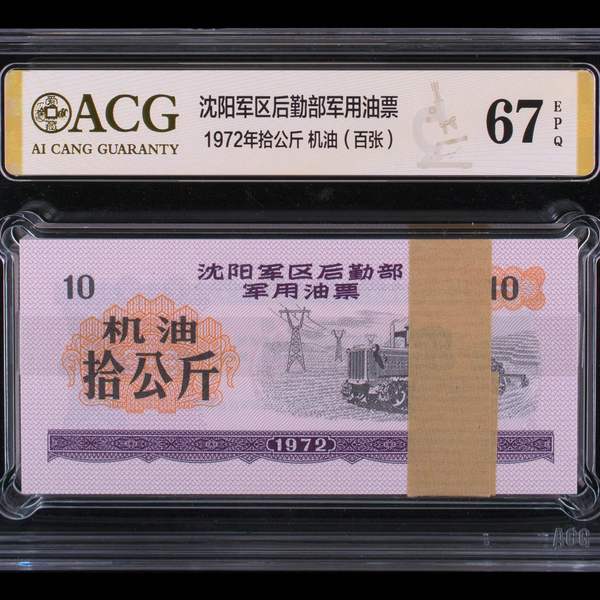 ACG
AI CANG GUARANTY
沈阳军区后勤部军用油票
1972年拾公斤 机油（百张）
67
EPQ
沈阳军区后勤部
军用油票
10
10
机油
拾公斤
1972
ACG